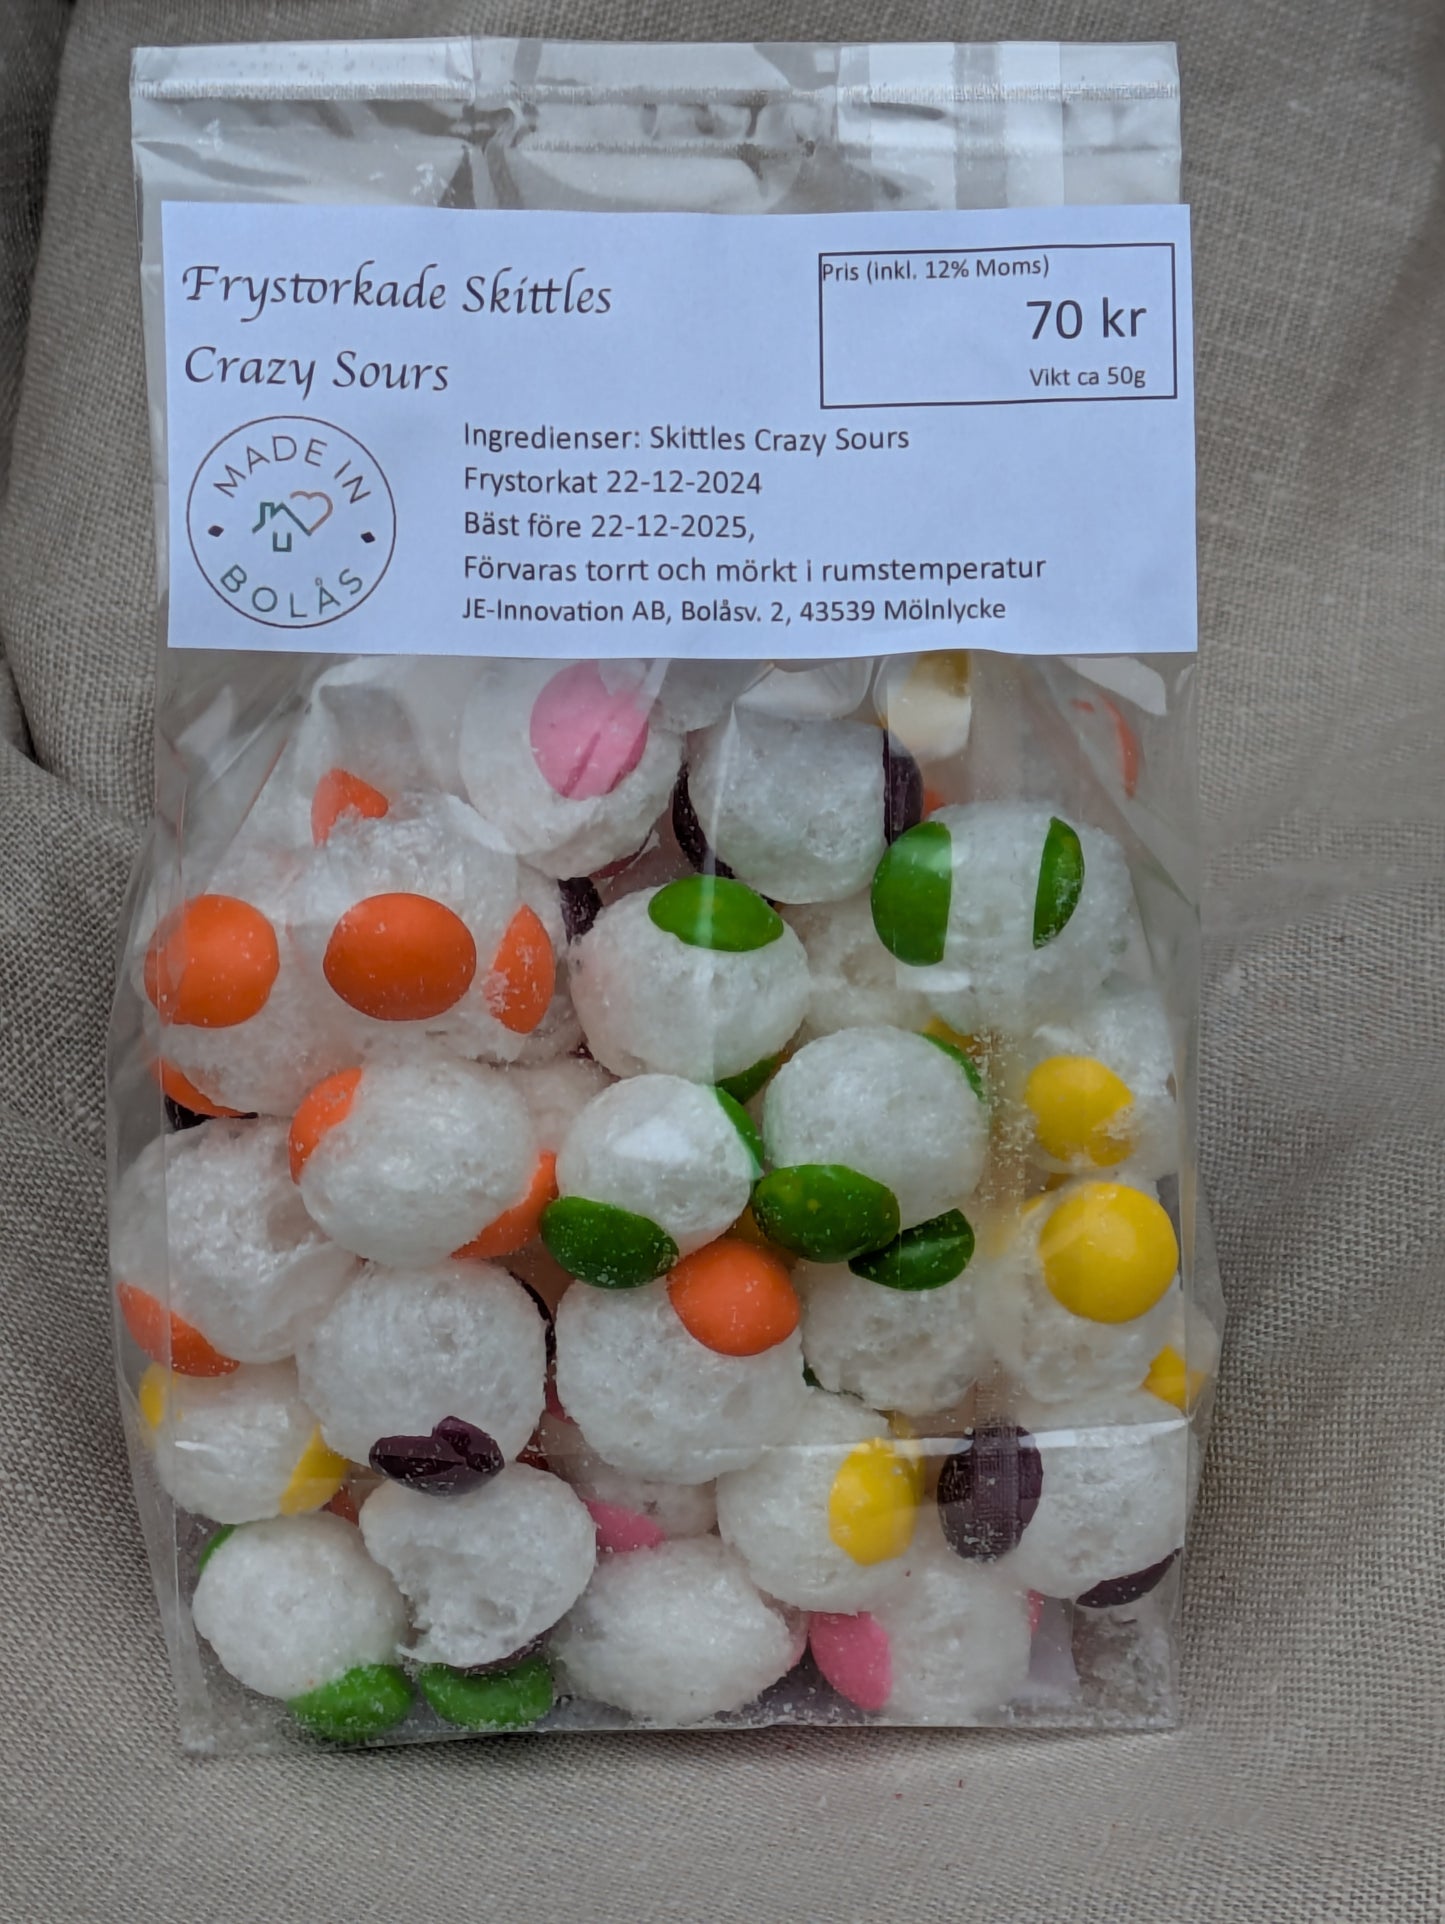 Frystorkade Skittles
Crazy Sours
Pris (inkl. 12% Moms)
70 kr
Vikt ca 50g
MADE IN
BOLÅS
Ingredienser: Skittles Crazy Sours
Frystorkat 22-12-2024
Bäst före 22-12-2025,
Förvaras torrt och mörkt i rumstemperatur
JE-Innovation AB, Bolåsv. 2, 43539 Mölnlycke